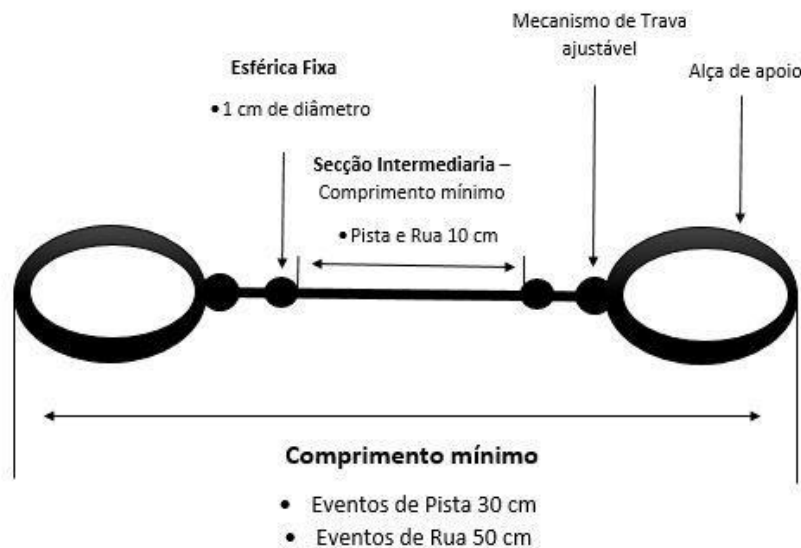 Mecanismo de Trava
ajustável
Alça de apoio
Esférica Fixa
•1 cm de diâmetro
Secção Intermediaria –
Comprimento mínimo
•Pista e Rua 10 cm
Comprimento mínimo
• Eventos de Pista 30 cm
• Eventos de Rua 50 cm